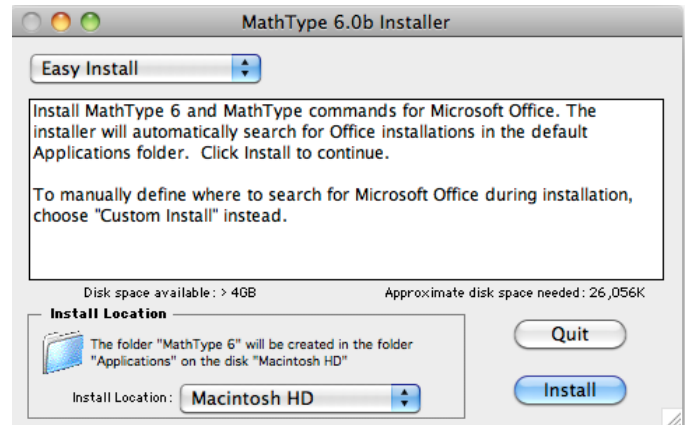 MathType 6.0b Installer
Easy Install
Install MathType 6 and MathType commands for Microsoft Office. The
installer will automatically search for Office installations in the default
Applications folder.  Click Install to continue.
To manually define where to search for Microsoft Office during installation,
choose "Custom Install" instead.
Disk space available: > 4GB
Approximate disk space needed: 26,056K
Install Location
The folder "MathType 6" will be created in the folder
"Applications" on the disk "Macintosh HD"
Quit
Install Location: Macintosh HD
Install